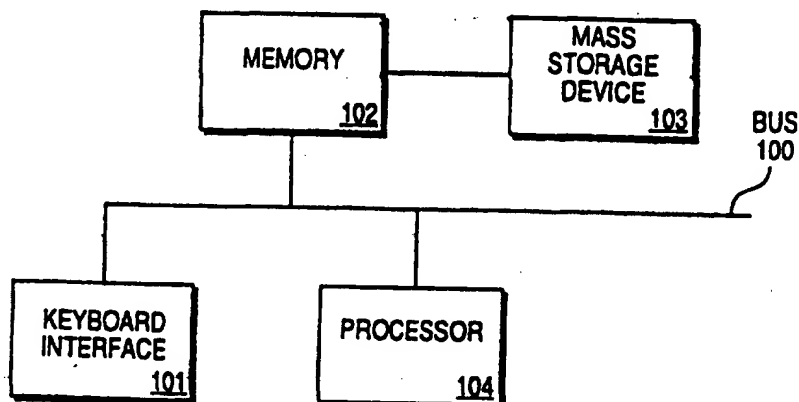 MEMORY
102
MASS
STORAGE
DEVICE
103
BUS
100
KEYBOARD
INTERFACE
101
PROCESSOR
104